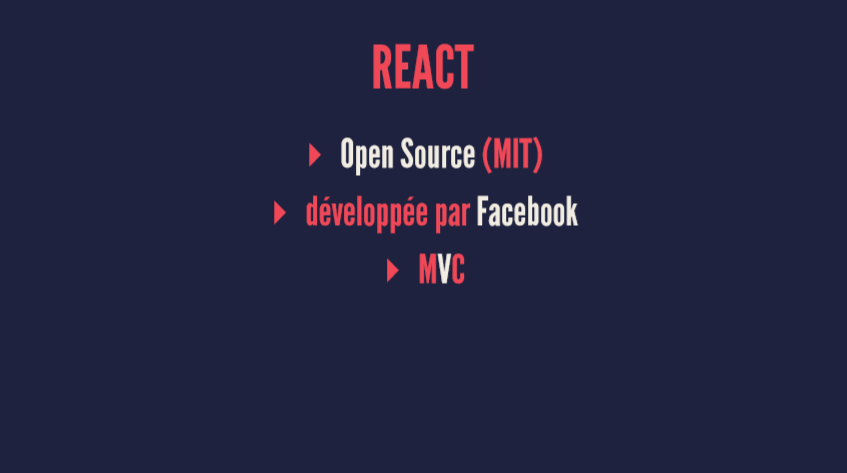 REACT
Open Source (MIT)
développée par Facebook
MVC